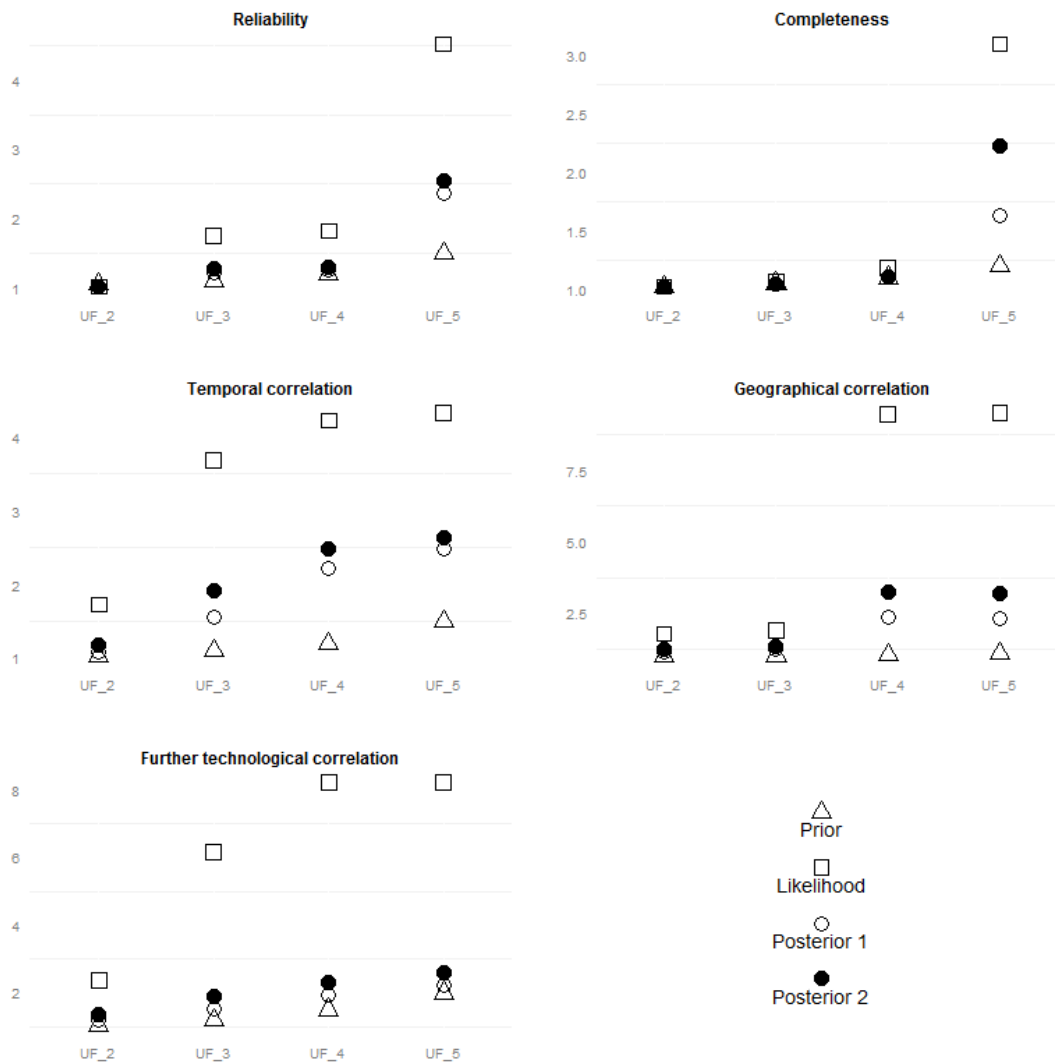 Reliability
4
3
2
1
UF_2 UF_3 UF_4 UF_5
Completeness
3.0
2.5
2.0
1.5
1.0
UF_2 UF_3 UF_4 UF_5
Temporal correlation
4
3
2
1
UF_2 UF_3 UF_4 UF_5
Geographical correlation
7.5
5.0
2.5
UF_2 UF_3 UF_4 UF_5
Further technological correlation
8
6
4
2
UF_2 UF_3 UF_4 UF_5
Prior
Likelihood
Posterior 1
Posterior 2